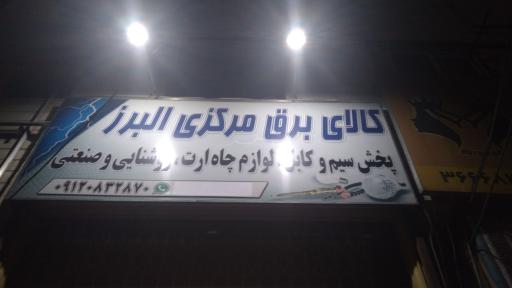 کالای برق مرکزی البرز
پخش سیم و کابل، لوازم چاه ارت، روشنایی و صنعتی
۰۹۱۲۰۸۳۲۸۷۰